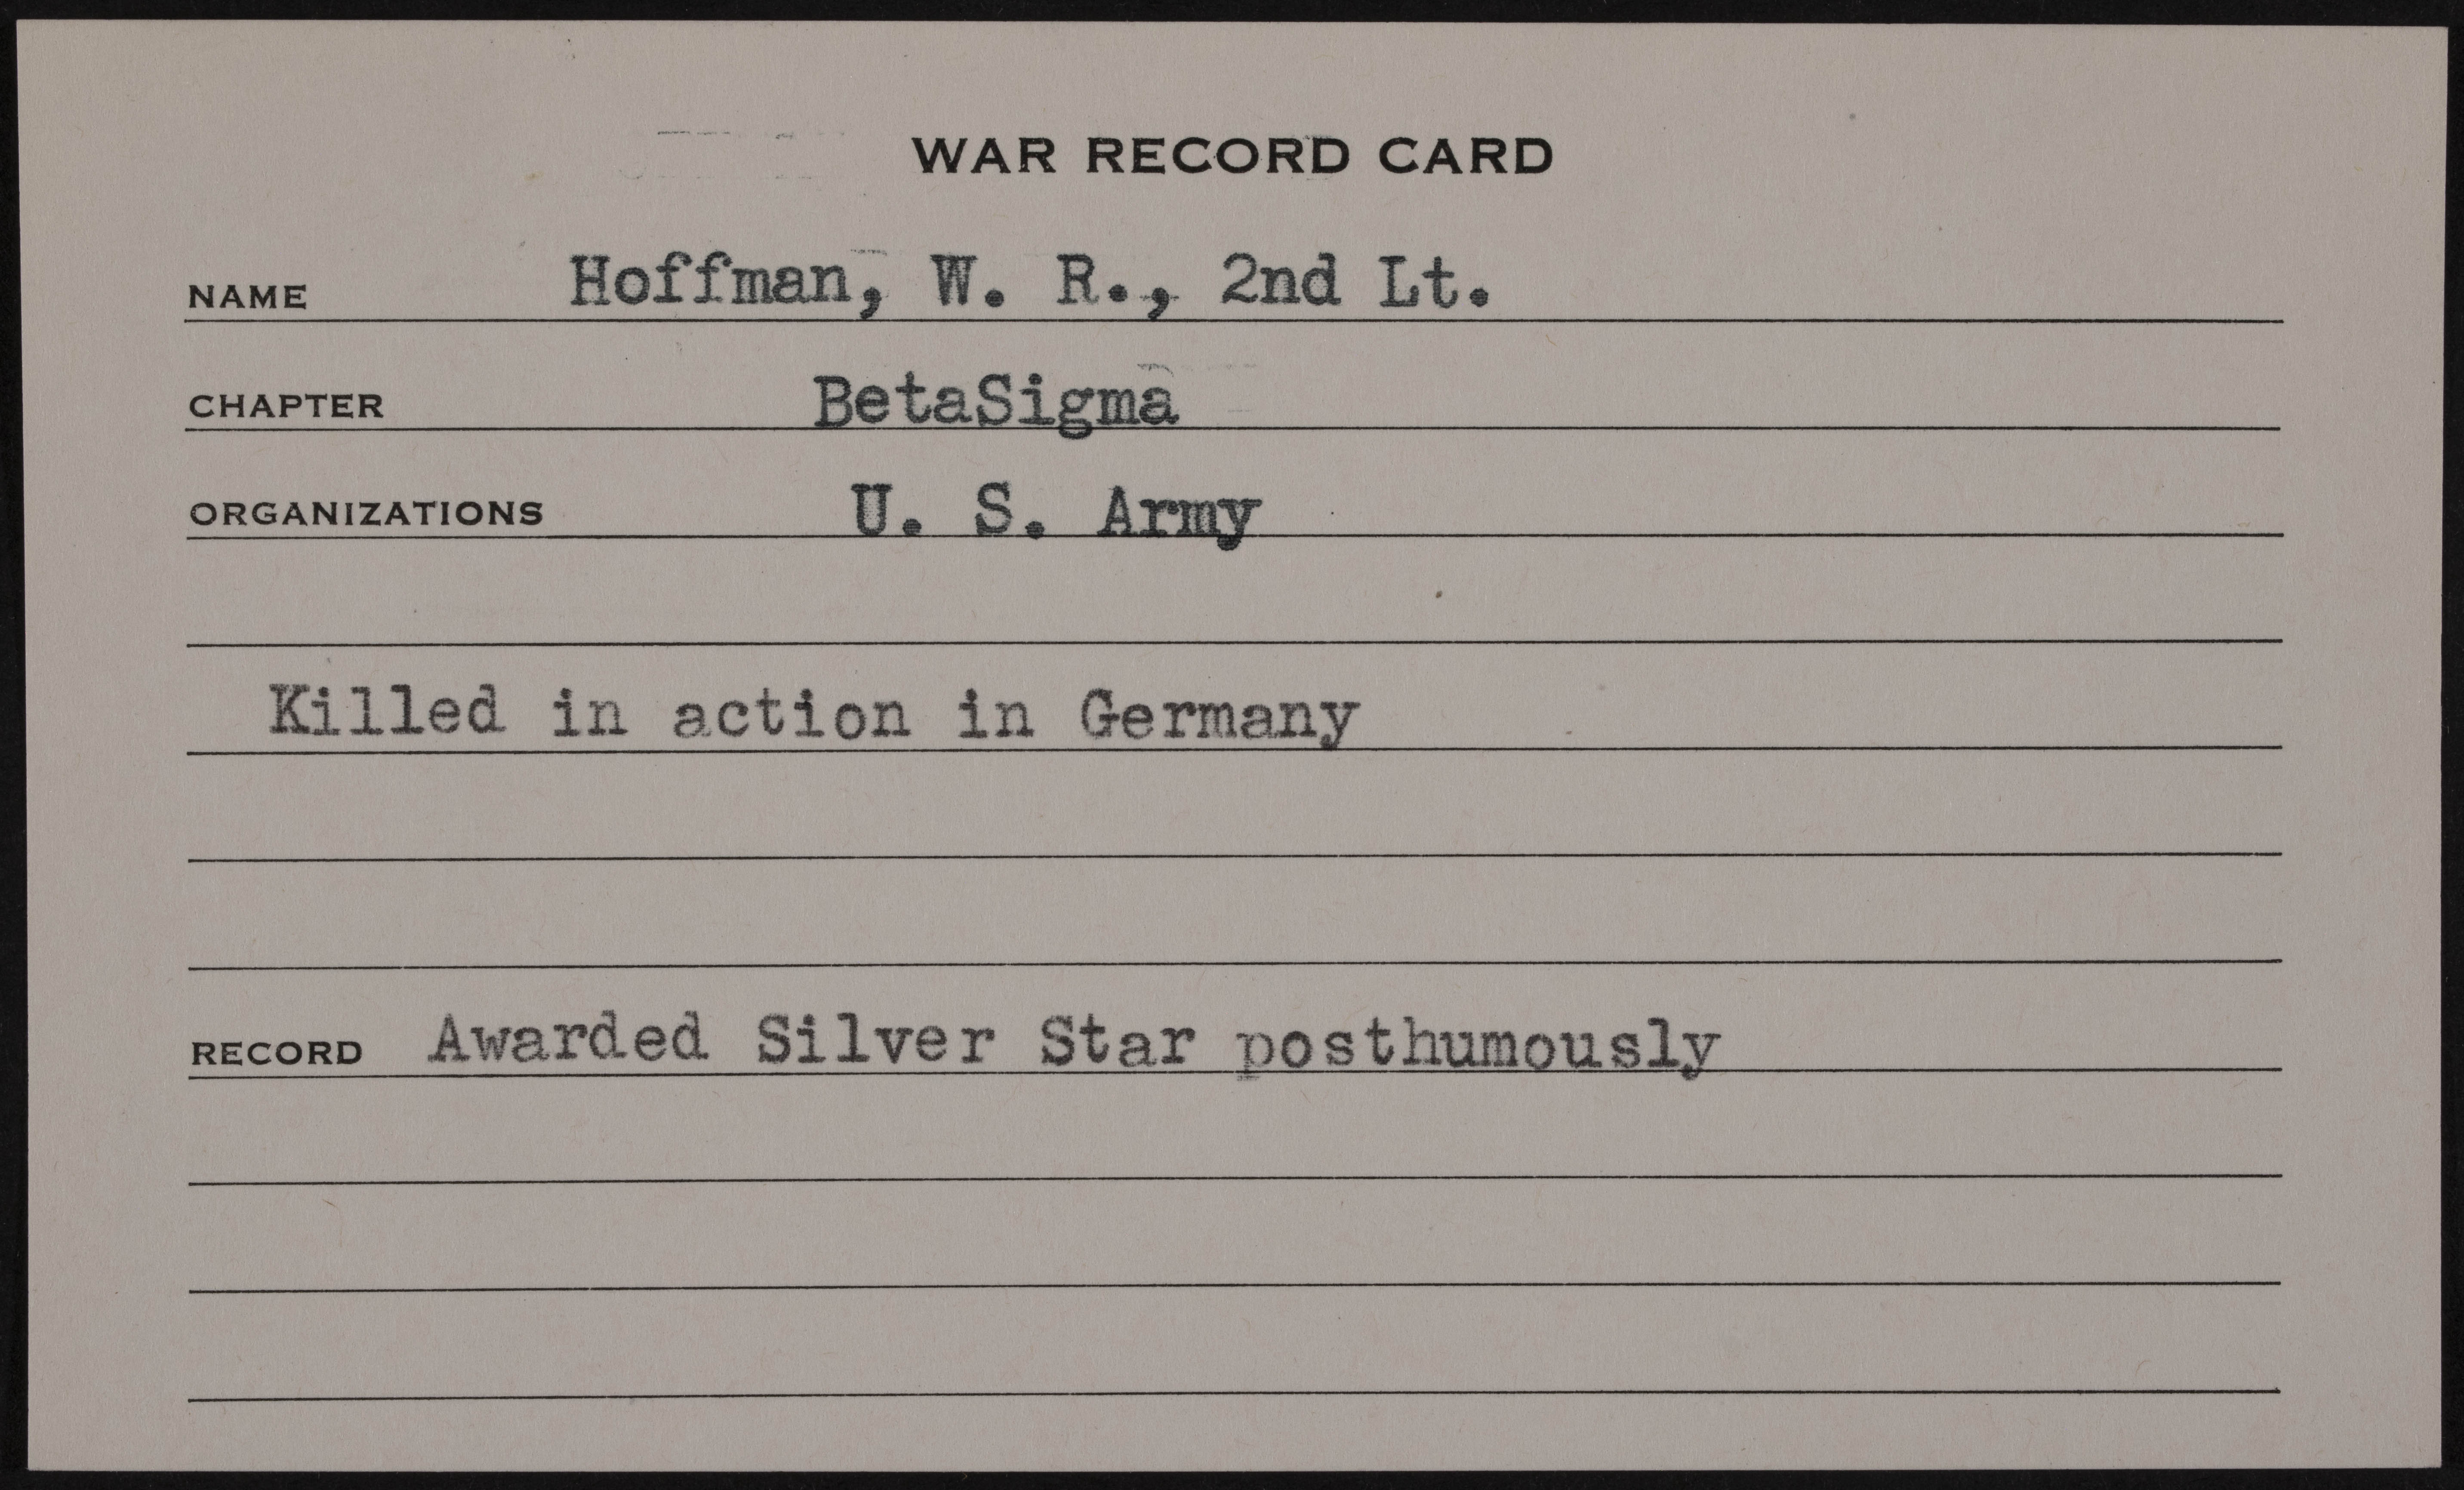 WAR RECORD CARD
NAME Hoffman, W. R., 2nd Lt.
CHAPTER BetaSigma
ORGANIZATIONS U. S. Army
Killed in action in Germany
RECORD Awarded Silver Star posthumously